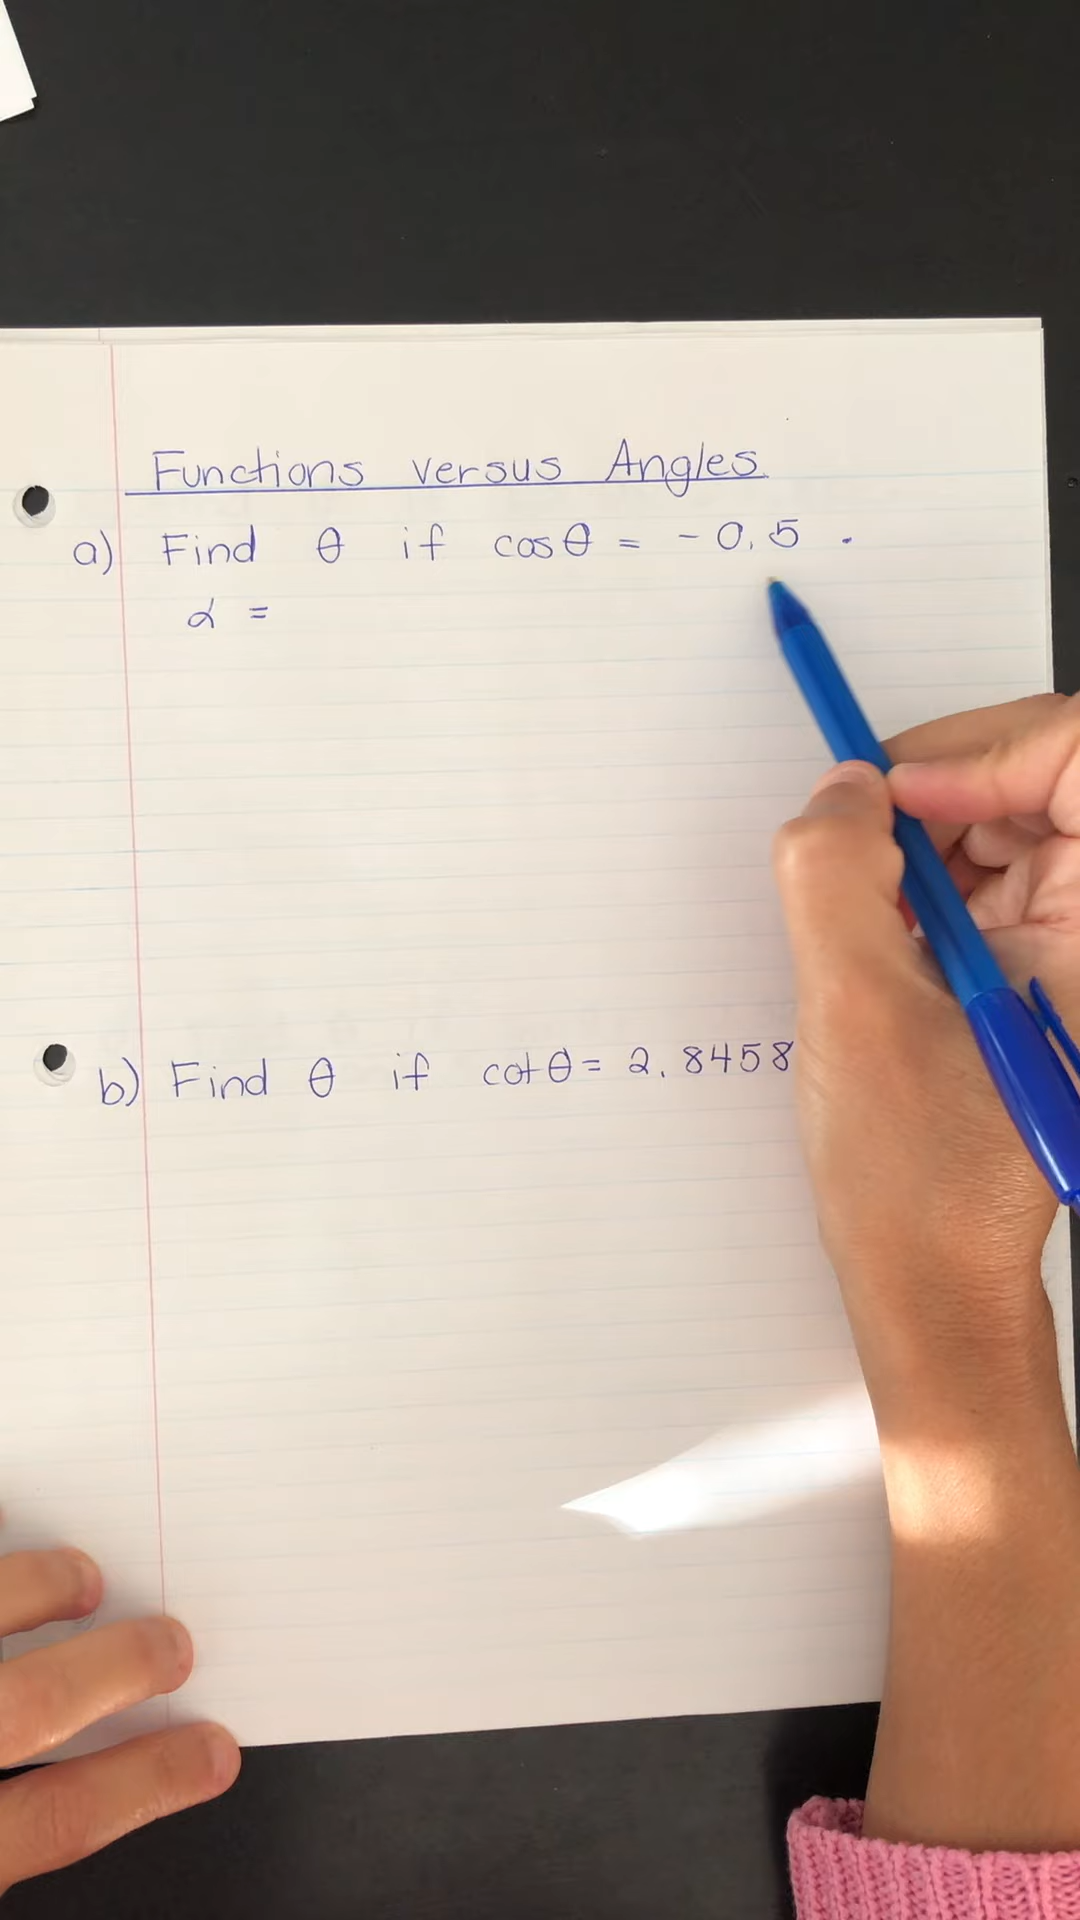 Functions versus Angles
a) Find θ if cosθ = - 0.5 .
α =
b) Find θ if cotθ = 2.8458